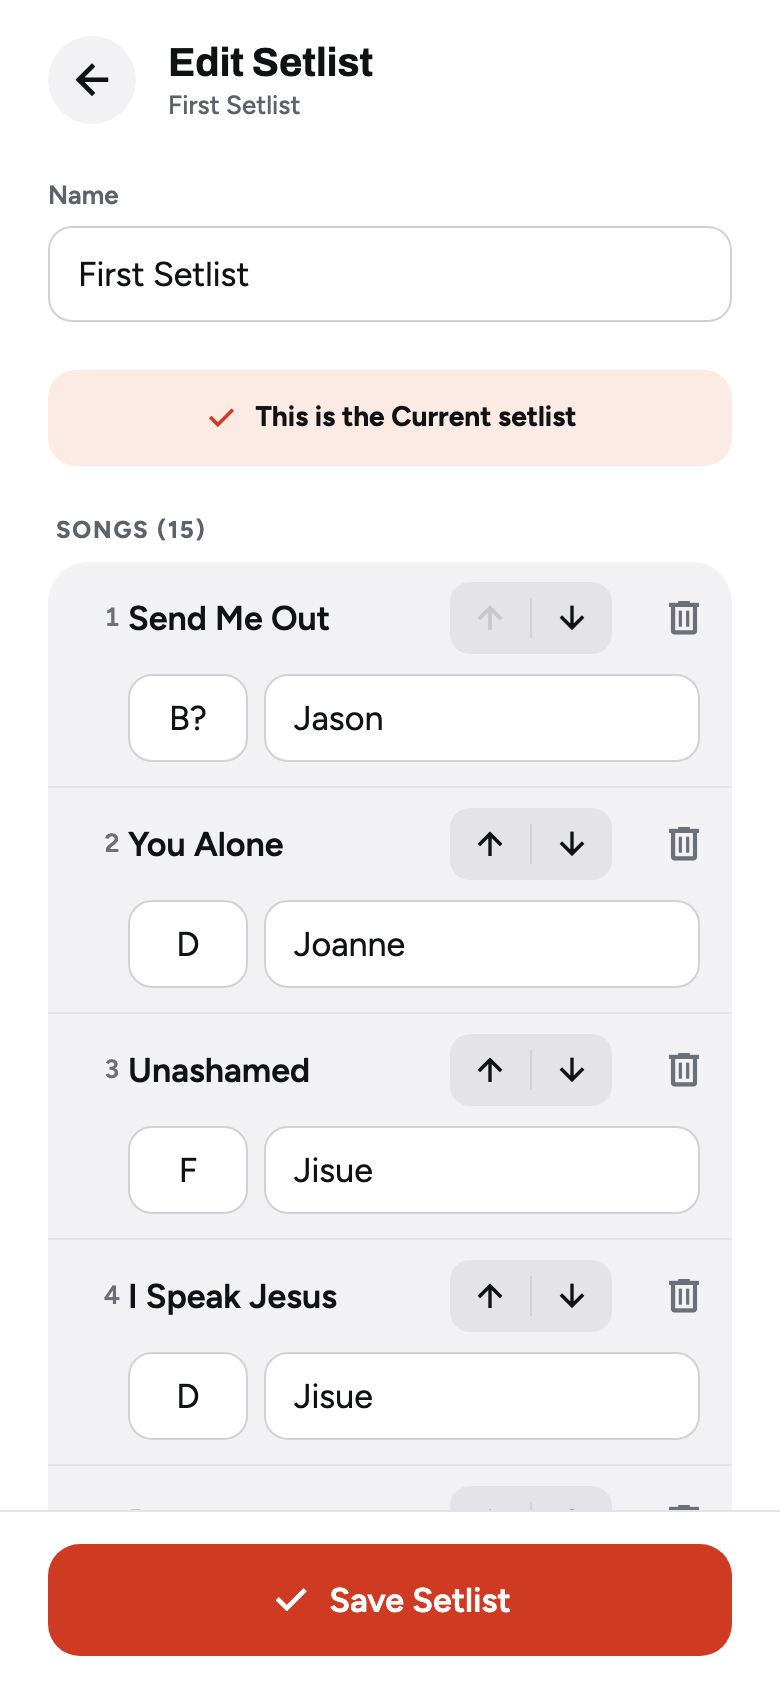 Edit Setlist
First Setlist
Name
First Setlist
This is the Current setlist
SONGS (15)
1 Send Me Out
B? Jason
2 You Alone
D Joanne
3 Unashamed
F Jisue
4 I Speak Jesus
D Jisue
Save Setlist